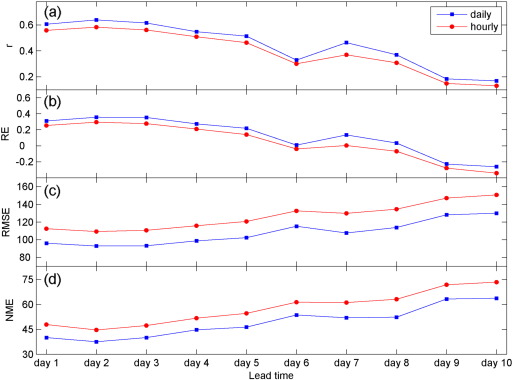 (a)
daily
hourly
0.6
0.4
0.2
r
(b)
0.6
0.4
0.2
0
-0.2
RE
(c)
160
140
120
100
80
RMSE
(d)
75
60
45
30
NME
day 1 day 2 day 3 day 4 day 5 day 6 day 7 day 8 day 9 day 10
Lead time